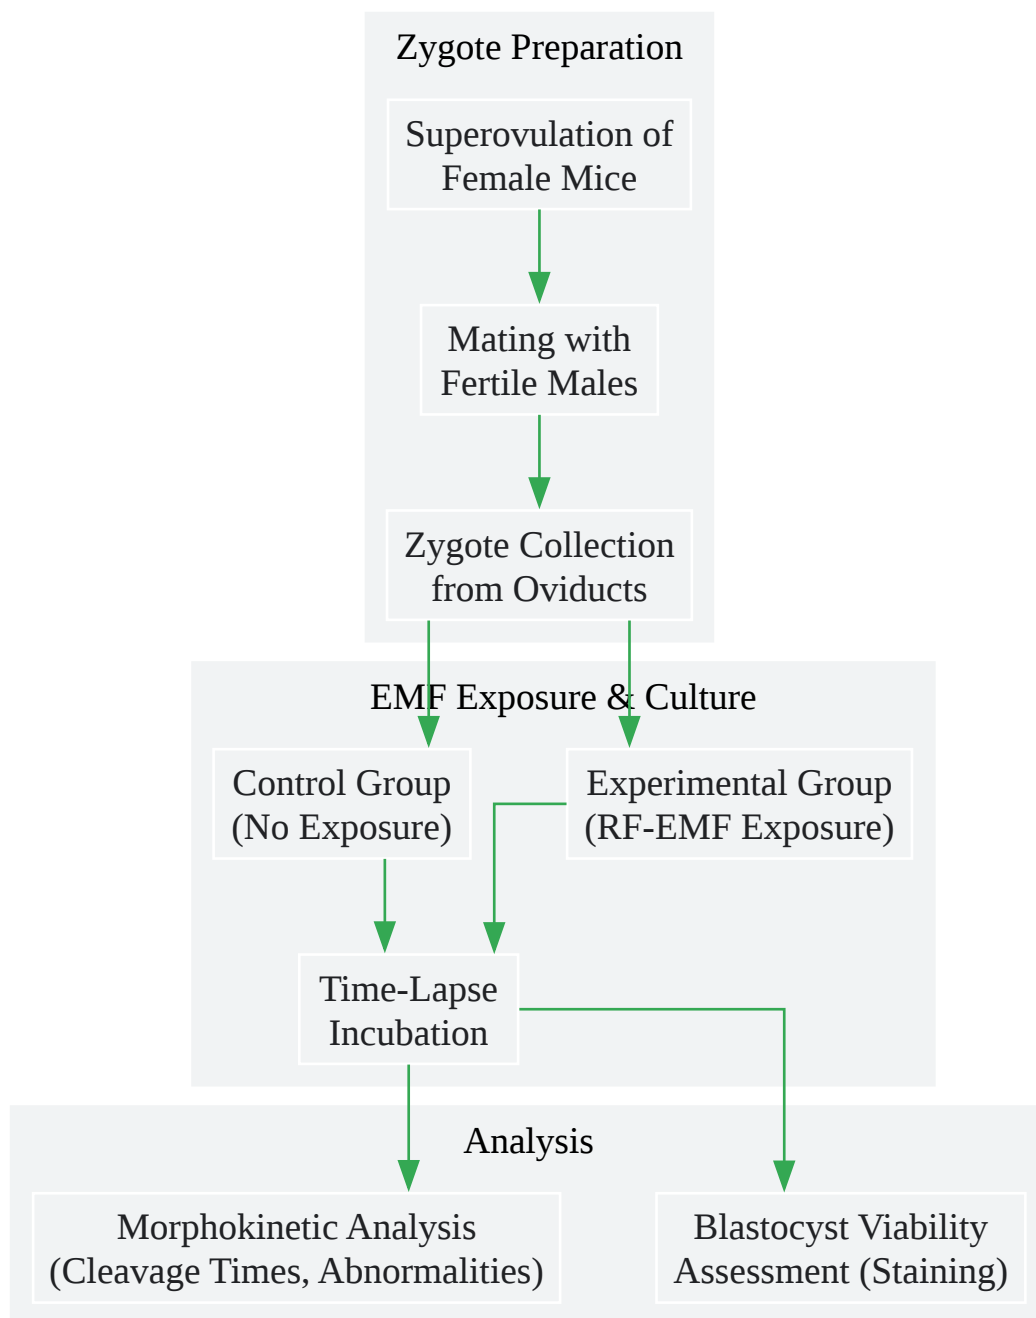 Zygote Preparation
Superovulation of
Female Mice
Mating with
Fertile Males
Zygote Collection
from Oviducts
EMF Exposure & Culture
Control Group
(No Exposure)
Experimental Group
(RF-EMF Exposure)
Time-Lapse
Incubation
Analysis
Morphokinetic Analysis
(Cleavage Times, Abnormalities)
Blastocyst Viability
Assessment (Staining)